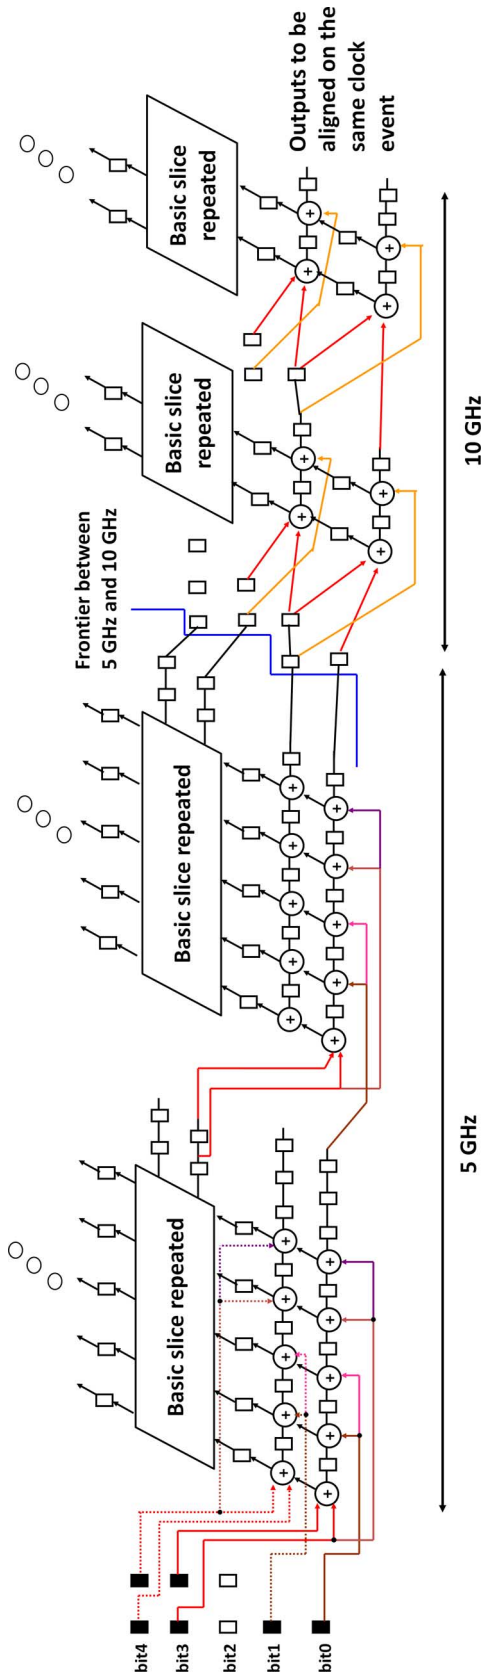 bit4
bit3
bit2
bit1
bit0
Basic slice repeated
+
+
+
+
+
+
+
+
+
+
5 GHz
Basic slice repeated
+
+
+
+
+
+
+
+
+
+
Frontier between
5 GHz and 10 GHz
Basic slice
repeated
+
+
+
+
10 GHz
Basic slice
repeated
+
+
+
+
Outputs to be
aligned on the
same clock
event